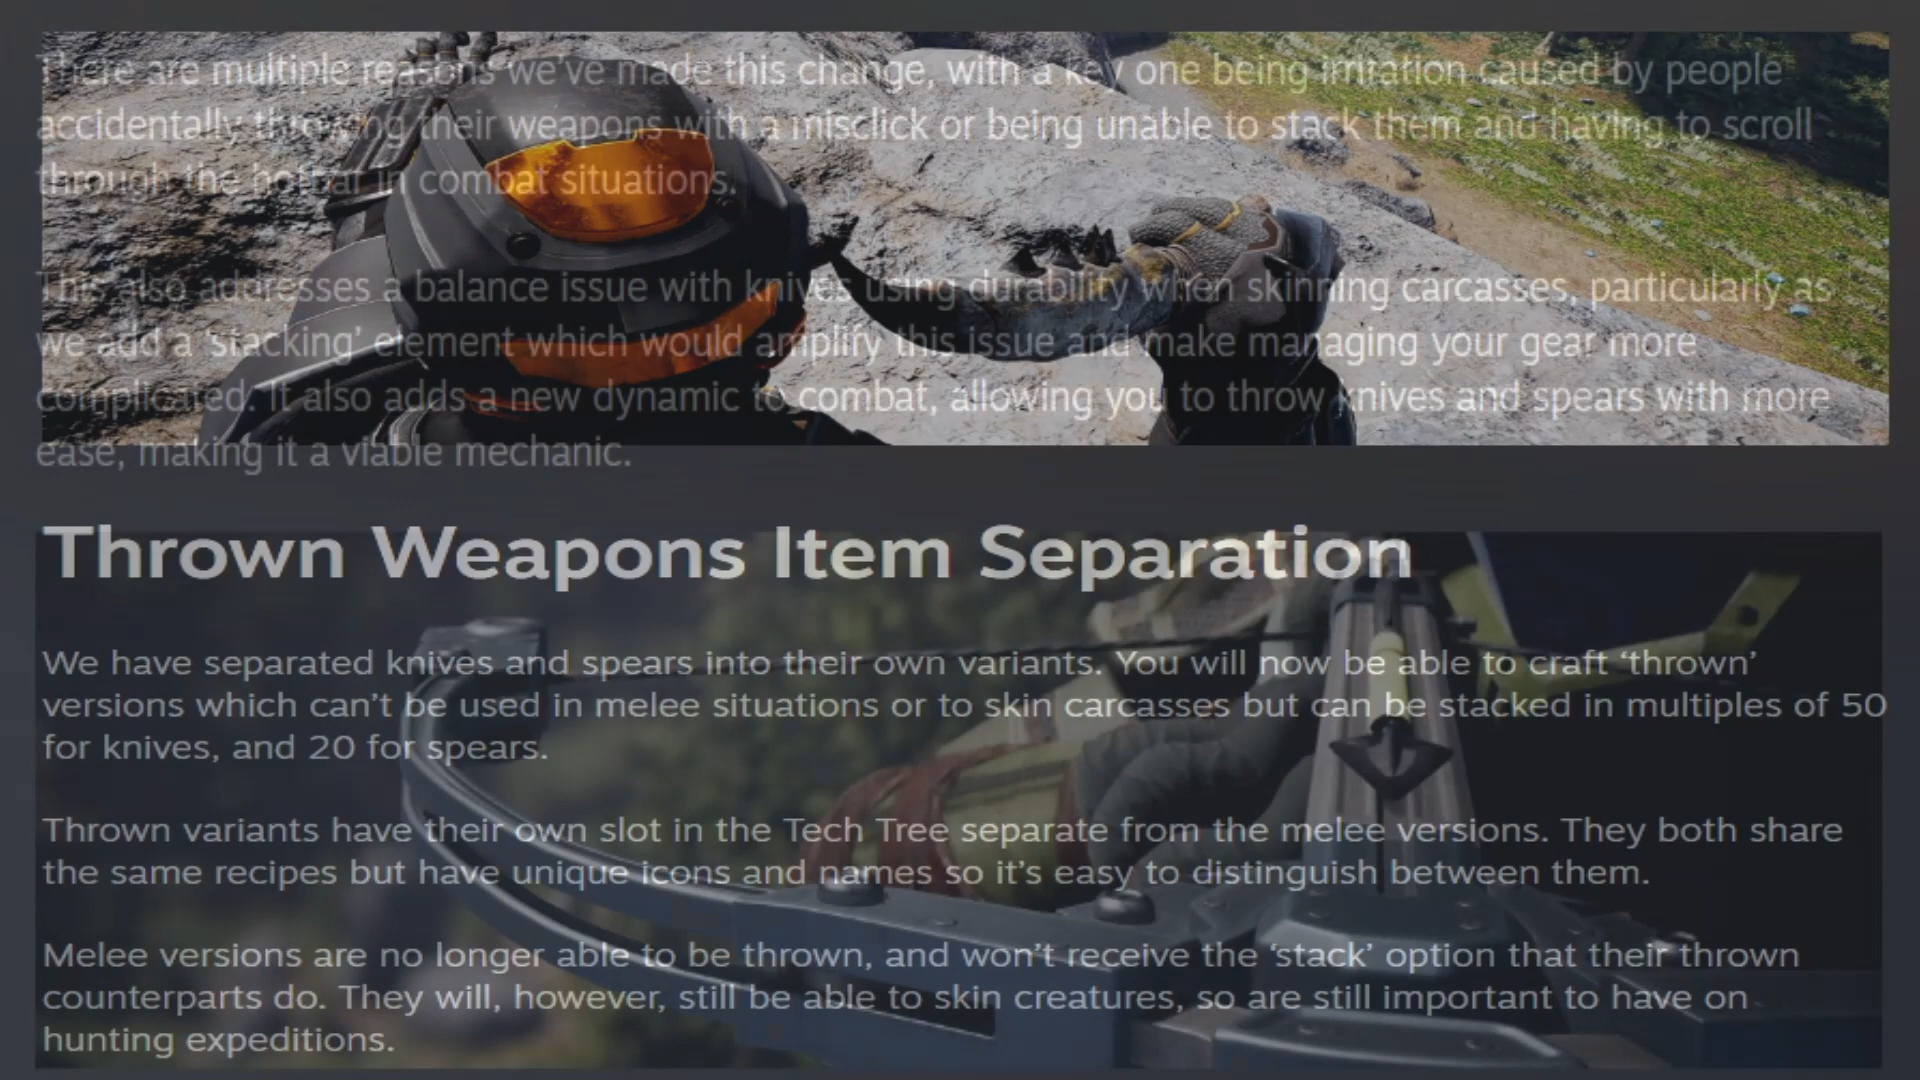 There are multiple reasons we've made this change, with a key one being irritation caused by people
accidentally throwing their weapons with a misclick or being unable to stack them and having to scroll
through the hotbar in combat situations.
This also addresses a balance issue with knives using durability when skinning carcasses, particularly as
we add a 'stacking' element which would amplify this issue and make managing your gear more
complicated. It also adds a new dynamic to combat, allowing you to throw knives and spears with more
ease, making it a viable mechanic.
Thrown Weapons Item Separation
We have separated knives and spears into their own variants. You will now be able to craft ‘thrown’
versions which can’t be used in melee situations or to skin carcasses but can be stacked in multiples of 50
for knives, and 20 for spears.
Thrown variants have their own slot in the Tech Tree separate from the melee versions. They both share
the same recipes but have unique icons and names so it’s easy to distinguish between them.
Melee versions are no longer able to be thrown, and won’t receive the ‘stack’ option that their thrown
counterparts do. They will, however, still be able to skin creatures, so are still important to have on
hunting expeditions.